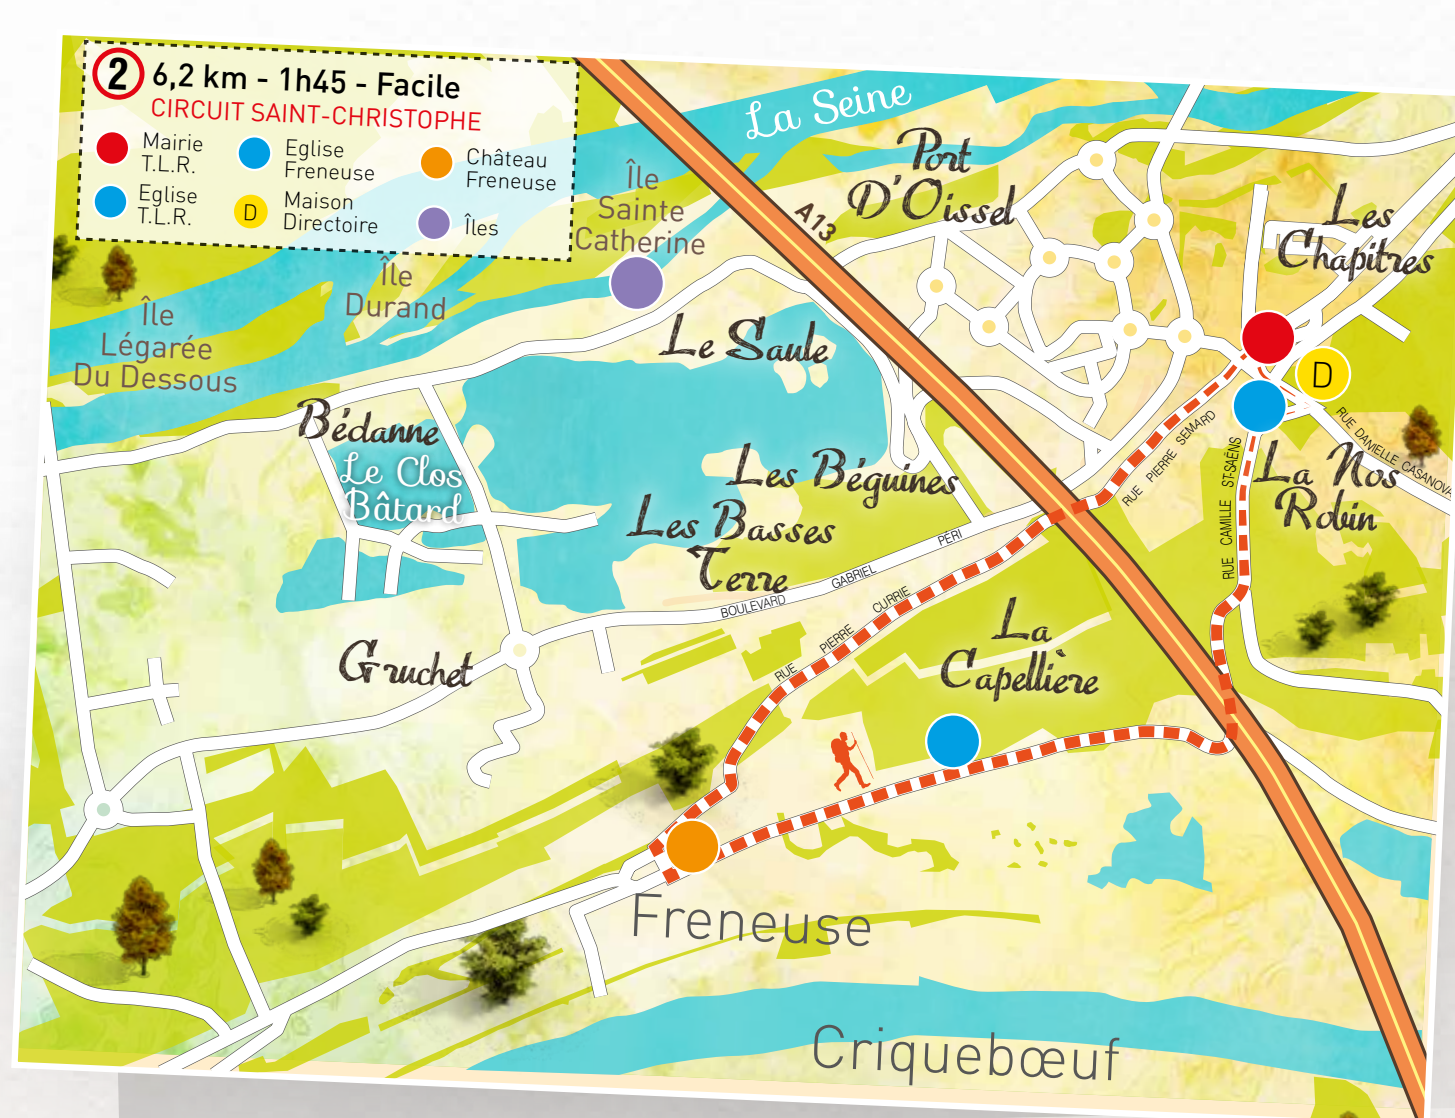 2 6,2 km - 1h45 - Facile
CIRCUIT SAINT-CHRISTOPHE
Mairie
T.L.R.
Eglise
Freneuse
Château
Freneuse
Eglise
T.L.R.
D
Maison
Directoire
Îles
La Seine
A13
Port
D'Oissel
Les
Chapitres
Île
Sainte
Catherine
Île
Durand
Île
Légarée
Du Dessous
Le Saule
D
Bédanne
Le Clos
Bâtard
Les Béguines
Les Basses
Terre
RUE PIERRE SEMARD
RUE DANIELLE CASANOVA
RUE CAMILLE ST-SAËNS
La Nos
Robin
BOULEVARD GABRIEL PÉRI
RUE PIERRE CURRIE
La
Capellière
Gruchet
Freneuse
Criquebœuf